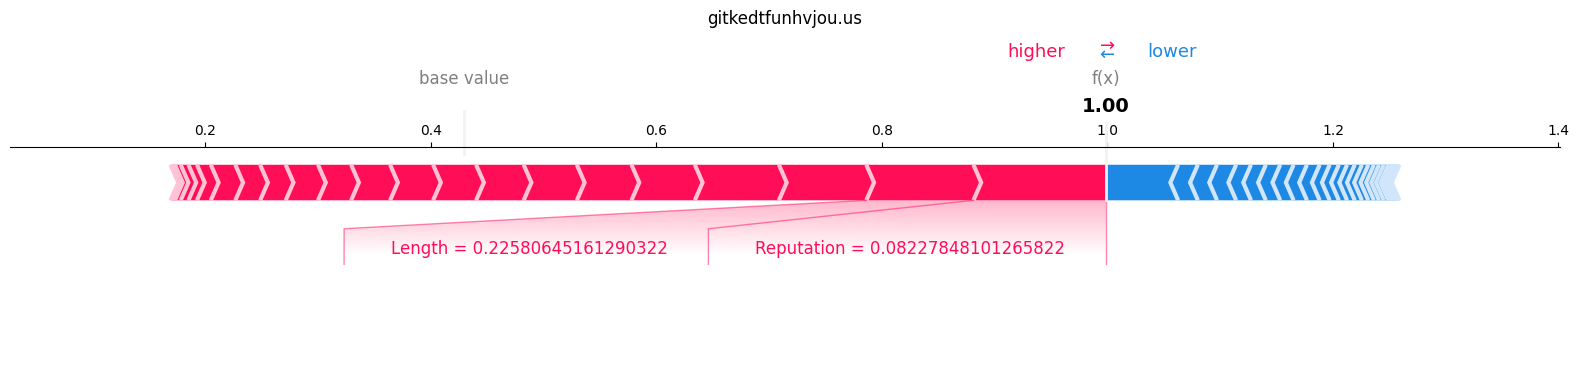 gitkedtfunhvjou.us
higher ⇄ lower
base value f(x)
1.00
0.2 0.4 0.6 0.8 1.0 1.2 1.4
Length = 0.22580645161290322 Reputation = 0.08227848101265822